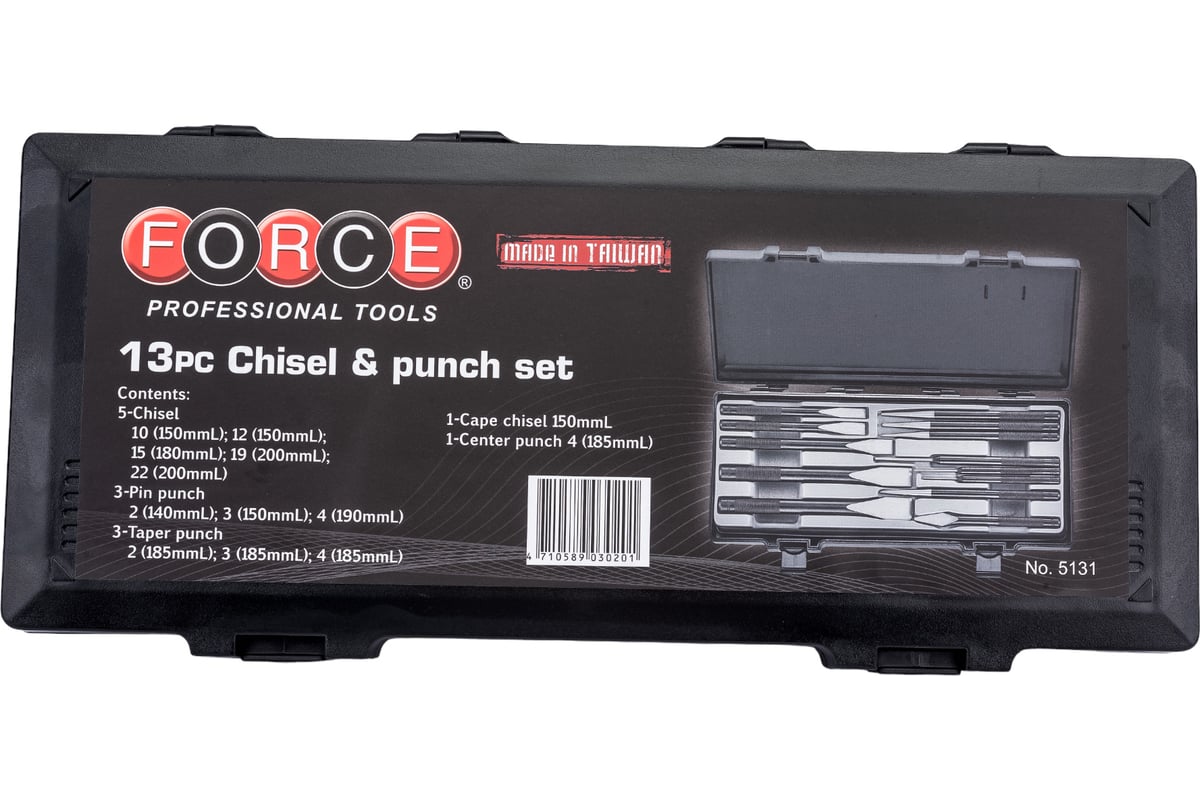 FORCE®
MADE IN TAIWAN
PROFESSIONAL TOOLS
13PC Chisel & punch set
Contents:
5-Chisel
10 (150mmL); 12 (150mmL);
15 (180mmL); 19 (200mmL);
22 (200mmL)
3-Pin punch
2 (140mmL); 3 (150mmL); 4 (190mmL)
3-Taper punch
2 (185mmL); 3 (185mmL); 4 (185mmL)
1-Cape chisel 150mmL
1-Center punch 4 (185mmL)
4 710589 030201
No. 5131